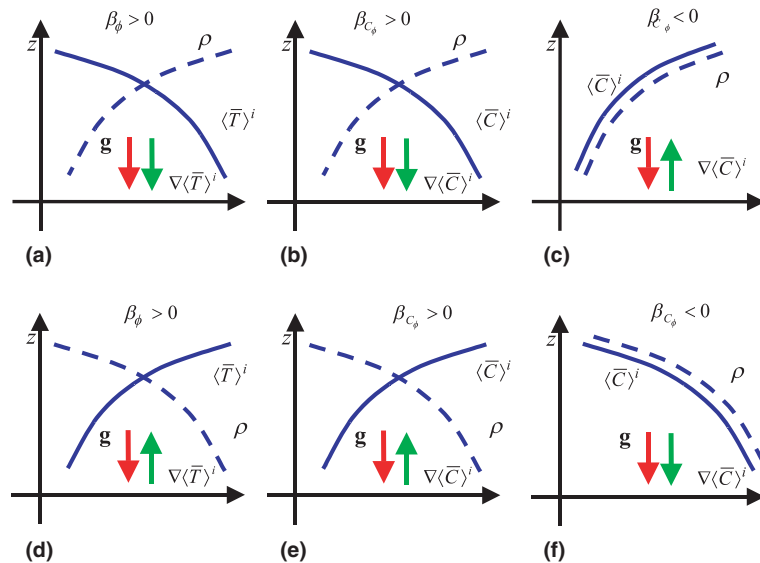 β_ϕ > 0
z
ρ
⟨T̅⟩^i
g
∇⟨T̅⟩^i
(a)
β_{C_ϕ} > 0
z
ρ
⟨C̅⟩^i
g
∇⟨C̅⟩^i
(b)
β_{C_ϕ} < 0
z
⟨C̅⟩^i
ρ
g
∇⟨C̅⟩^i
(c)
β_ϕ > 0
z
⟨T̅⟩^i
g
ρ
∇⟨T̅⟩^i
(d)
β_{C_ϕ} > 0
z
⟨C̅⟩^i
g
ρ
∇⟨C̅⟩^i
(e)
β_{C_ϕ} < 0
z
⟨C̅⟩^i
ρ
g
∇⟨C̅⟩^i
(f)